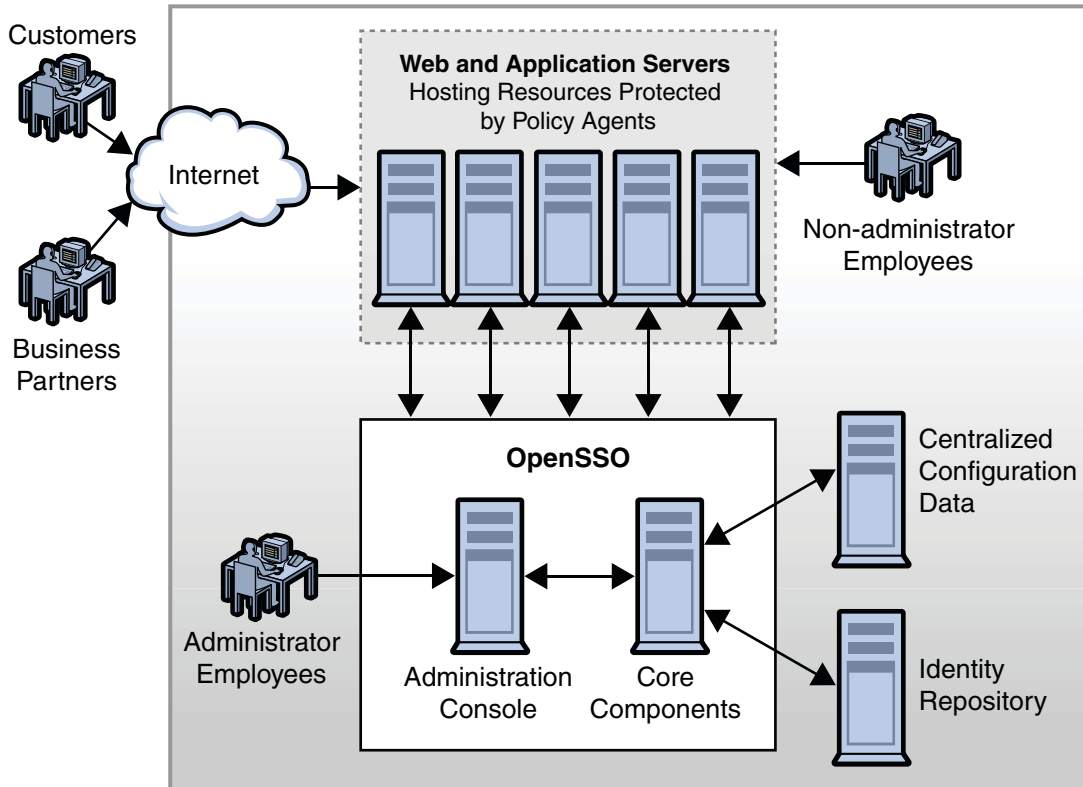 Customers
Web and Application Servers
Hosting Resources Protected
by Policy Agents
Internet
Non-administrator
Employees
Business
Partners
OpenSSO
Centralized
Configuration
Data
Administrator
Employees
Administration
Console
Core
Components
Identity
Repository